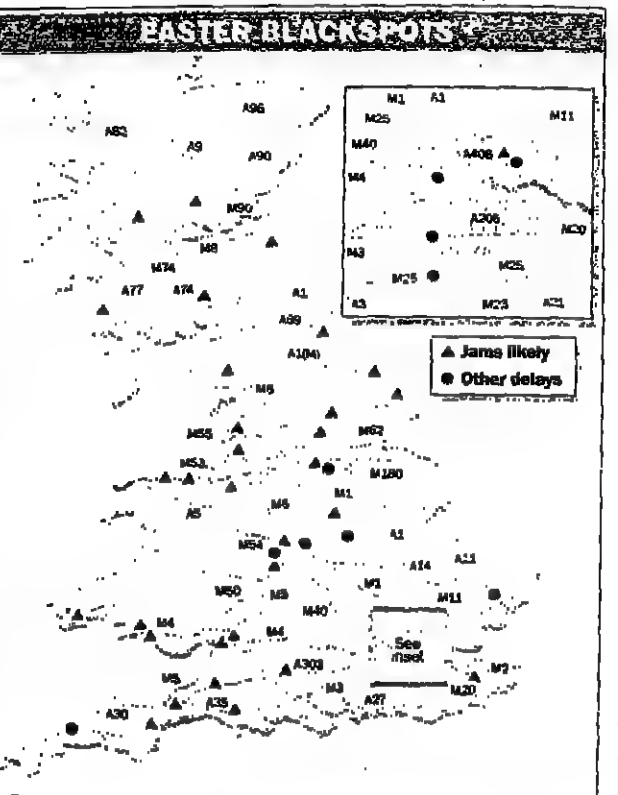 EASTER BLACKSPOTS
M1 A1
M11
M25
M40
A406
M4
A206
M20
M3
M25
M25
A3
M23 A21
A96
A9
A90
M90
M8
M74
A77 A74
A1
A69
A1(M)
Jams likely
Other delays
M6
M55
M62
M53
M180
M1
M6
A5
A1
M54
A14
A11
M1
M50
M5
M11
M40
M4
M4
See
inset
A303
M2
M5
M3
M20
A35
A27
A30